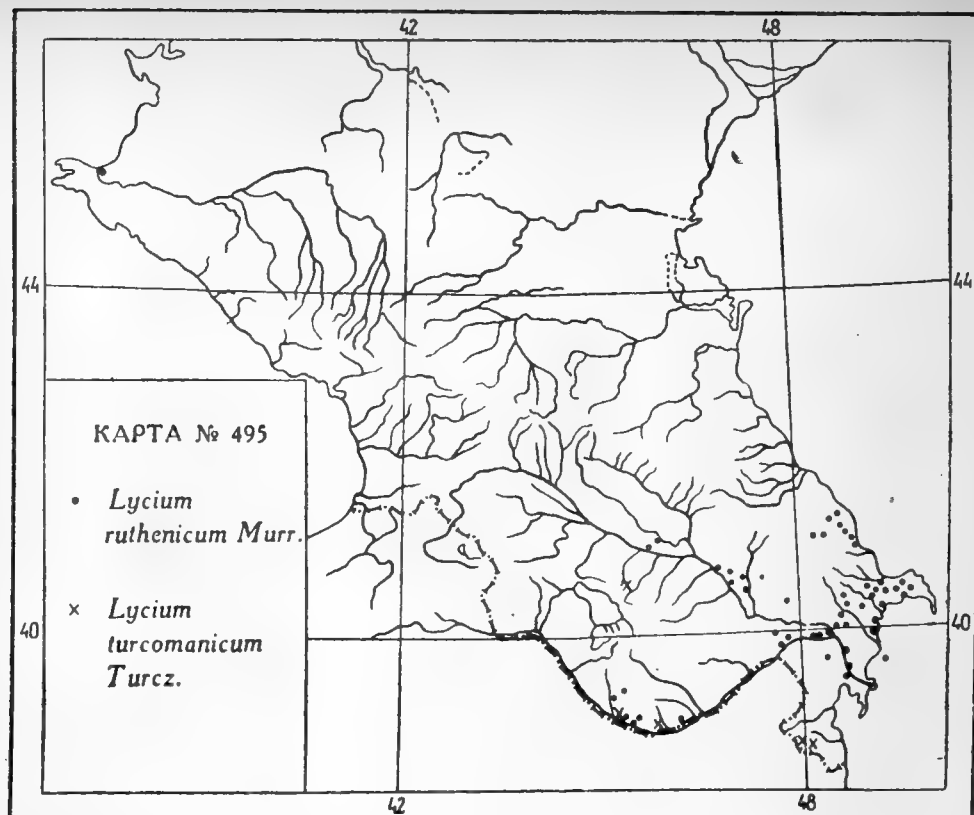 42 48
44 44
КАРТА № 495
• Lycium
ruthenicum Murr.
× Lycium
turcomanicum
Turcz.
40 40
42 48